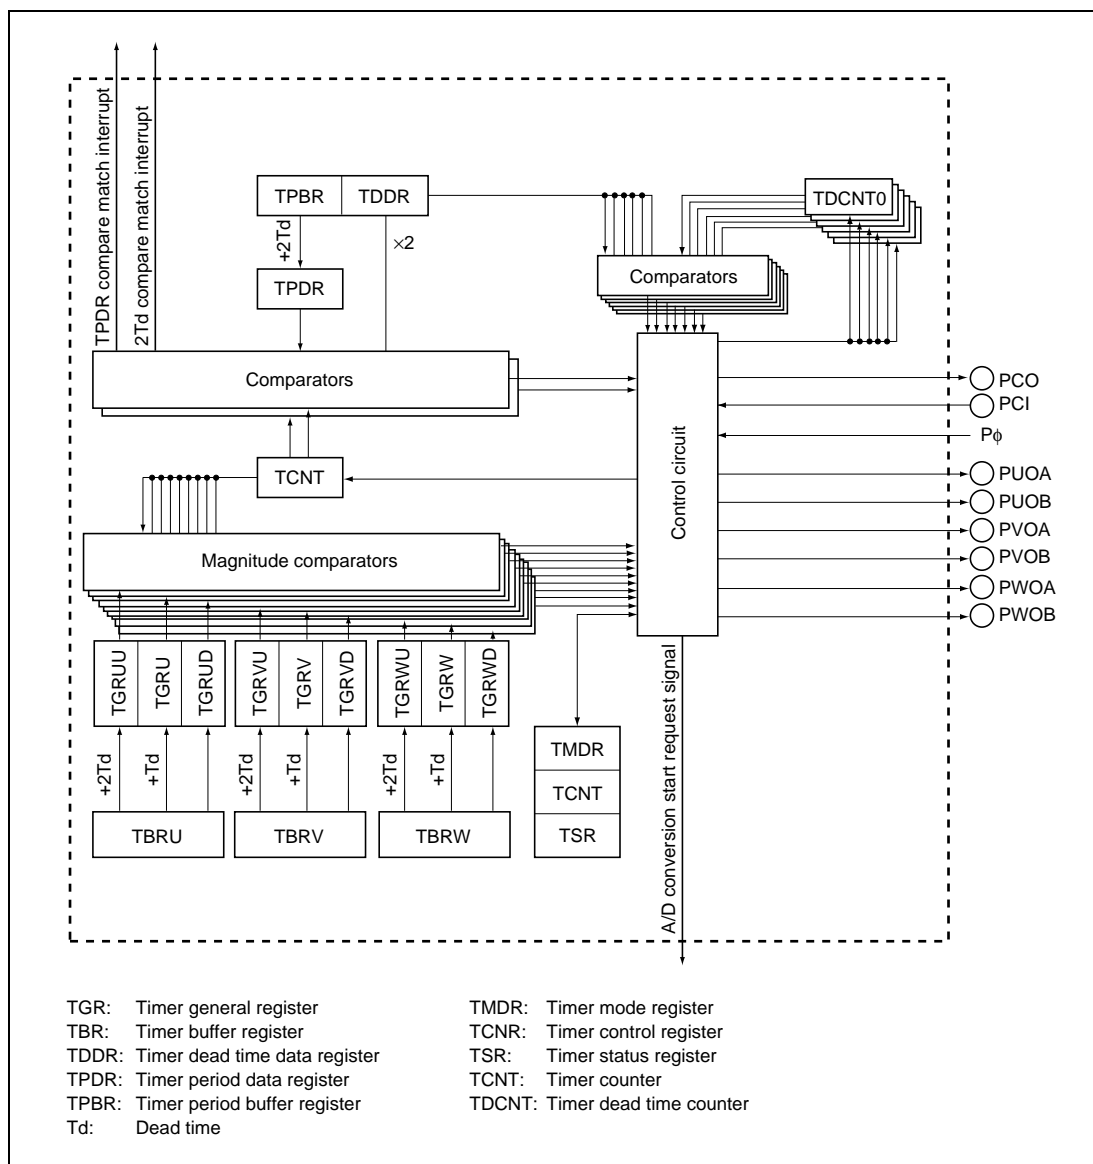 TPDR compare match interrupt
2Td compare match interrupt
TPBR TDDR
TDCNT0
+2Td
×2
TPDR
Comparators
Comparators
PCO
PCI
Pϕ
TCNT
Control circuit
PUOA
PUOB
PVOA
PVOB
PWOA
PWOB
Magnitude comparators
TGRUU TGRU TGRUD TGRVU TGRV TGRVD TGRWU TGRW TGRWD
+2Td +Td +2Td +Td +2Td +Td
TMDR
TCNT
TSR
TBRU TBRV TBRW
A/D conversion start request signal
TGR: Timer general register
TBR: Timer buffer register
TDDR: Timer dead time data register
TPDR: Timer period data register
TPBR: Timer period buffer register
Td: Dead time
TMDR: Timer mode register
TCNR: Timer control register
TSR: Timer status register
TCNT: Timer counter
TDCNT: Timer dead time counter